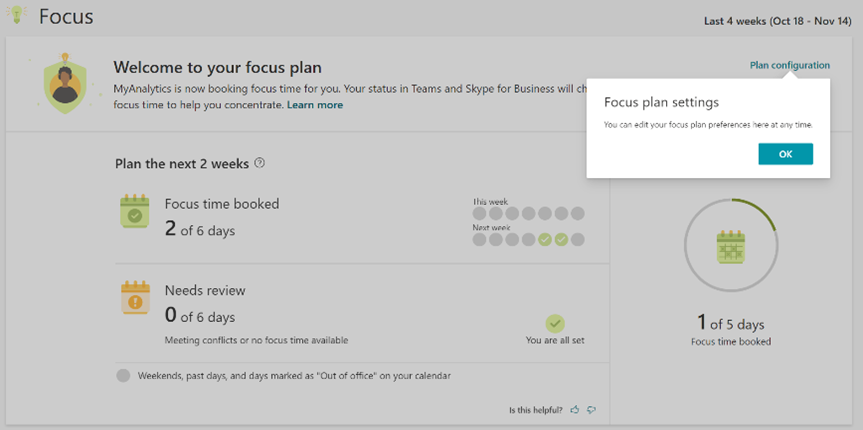 Focus
Last 4 weeks (Oct 18 - Nov 14)
Welcome to your focus plan
Plan configuration
MyAnalytics is now booking focus time for you. Your status in Teams and Skype for Business will
focus time to help you concentrate. Learn more
Focus plan settings
You can edit your focus plan preferences here at any time.
OK
Plan the next 2 weeks
Focus time booked
2 of 6 days
This week
Next week
Needs review
0 of 6 days
Meeting conflicts or no focus time available
You are all set
1 of 5 days
Focus time booked
Weekends, past days, and days marked as "Out of office" on your calendar
Is this helpful?